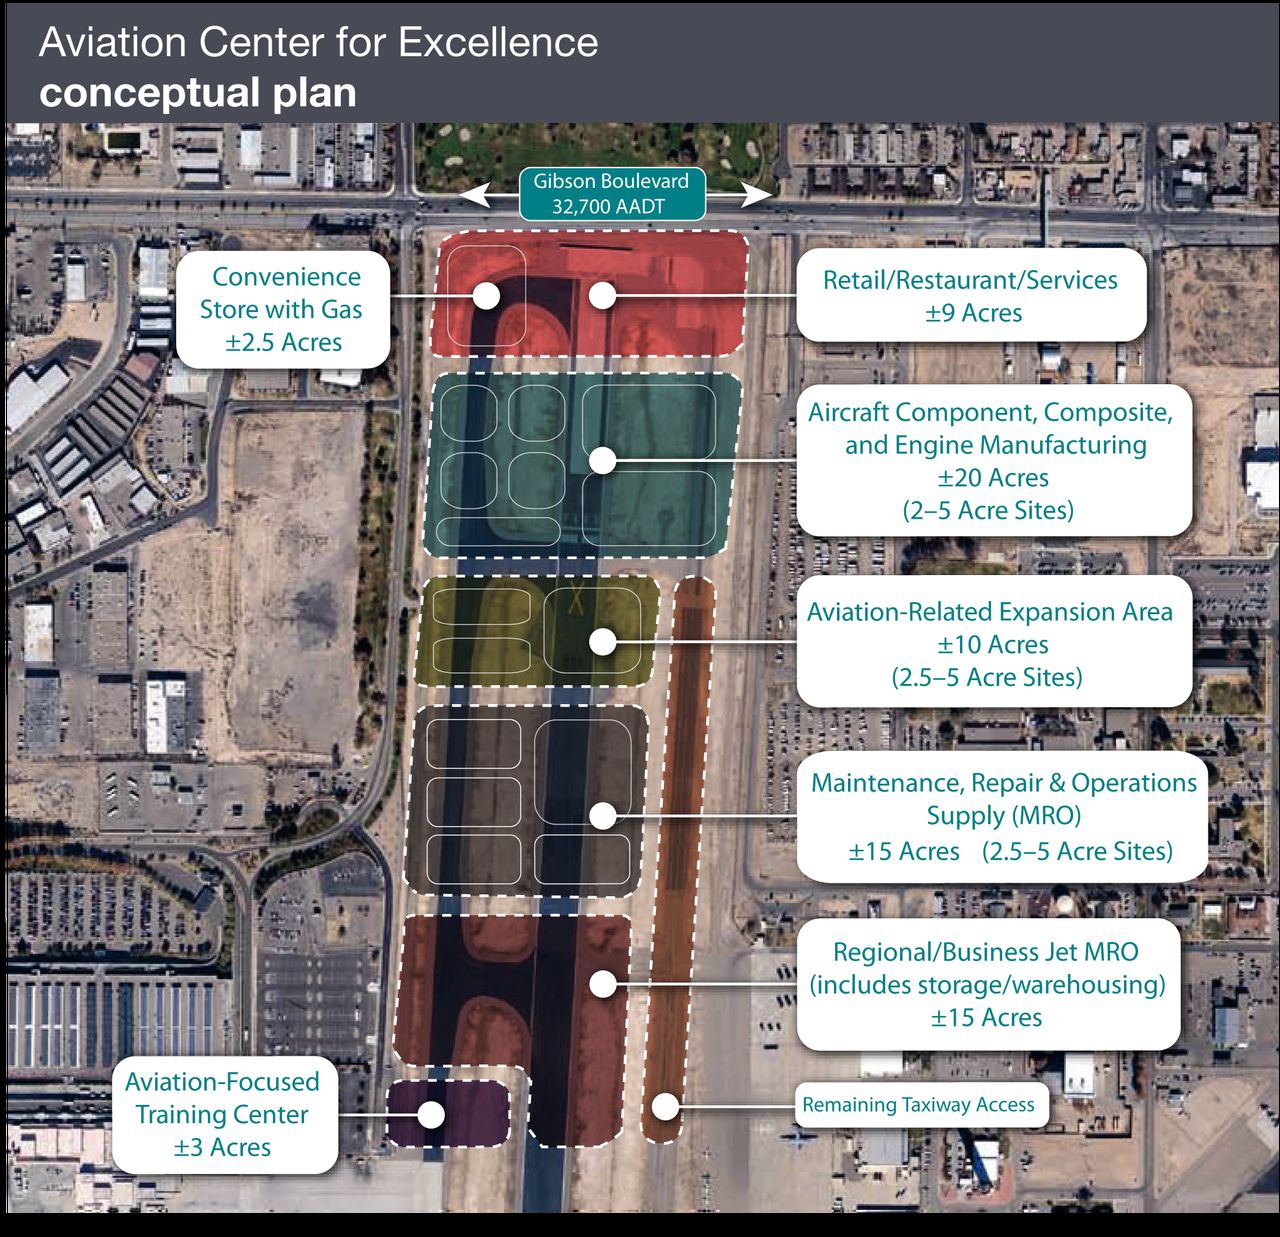 Aviation Center for Excellence
conceptual plan
Gibson Boulevard
32,700 AADT
Convenience
Store with Gas
±2.5 Acres
Retail/Restaurant/Services
±9 Acres
Aircraft Component, Composite,
and Engine Manufacturing
±20 Acres
(2–5 Acre Sites)
Aviation-Related Expansion Area
±10 Acres
(2.5–5 Acre Sites)
Maintenance, Repair & Operations
Supply (MRO)
±15 Acres (2.5–5 Acre Sites)
Regional/Business Jet MRO
(includes storage/warehousing)
±15 Acres
Aviation-Focused
Training Center
±3 Acres
Remaining Taxiway Access